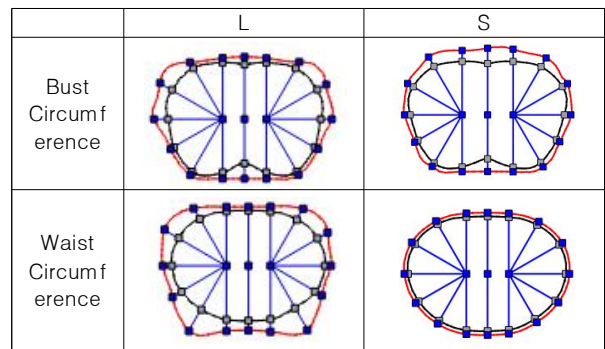 L S
Bust
Circumf
erence
Waist
Circumf
erence